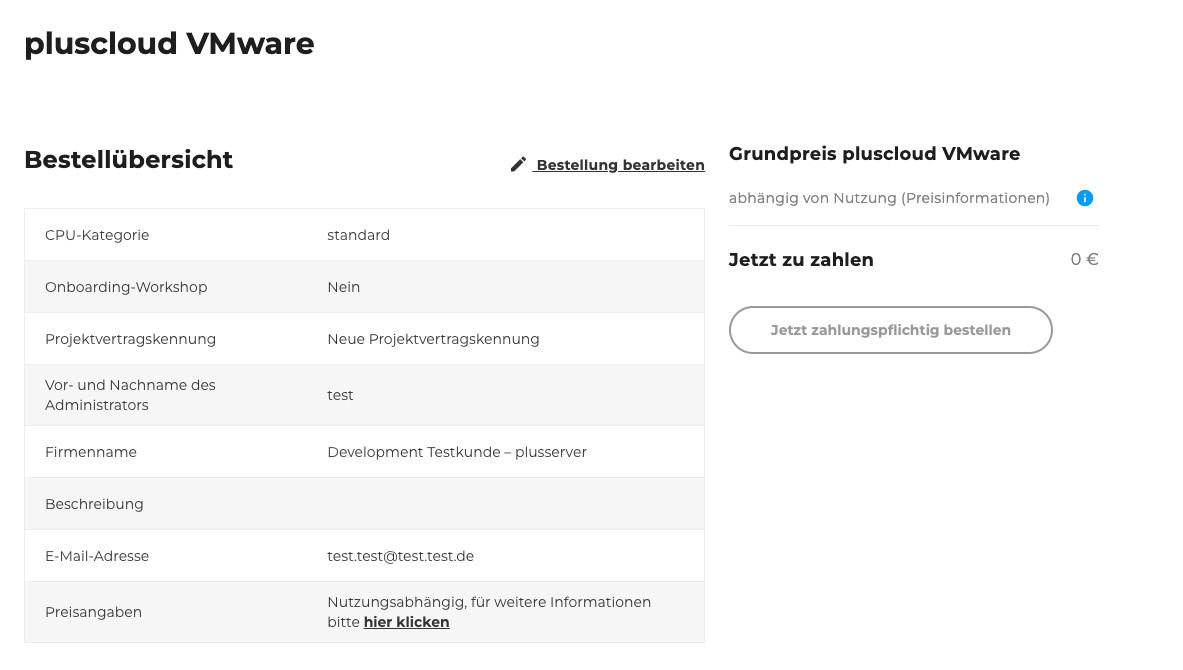 pluscloud VMware
Bestellübersicht
Bestellung bearbeiten
CPU-Kategorie standard
Onboarding-Workshop Nein
Projektvertragskennung Neue Projektvertragskennung
Vor- und Nachname des
Administrators
test
Firmenname Development Testkunde – plusserver
Beschreibung
E-Mail-Adresse test.test@test.test.de
Preisangaben
Nutzungsabhängig, für weitere Informationen
bitte hier klicken
Grundpreis pluscloud VMware
abhängig von Nutzung (Preisinformationen)
Jetzt zu zahlen 0 €
Jetzt zahlungspflichtig bestellen